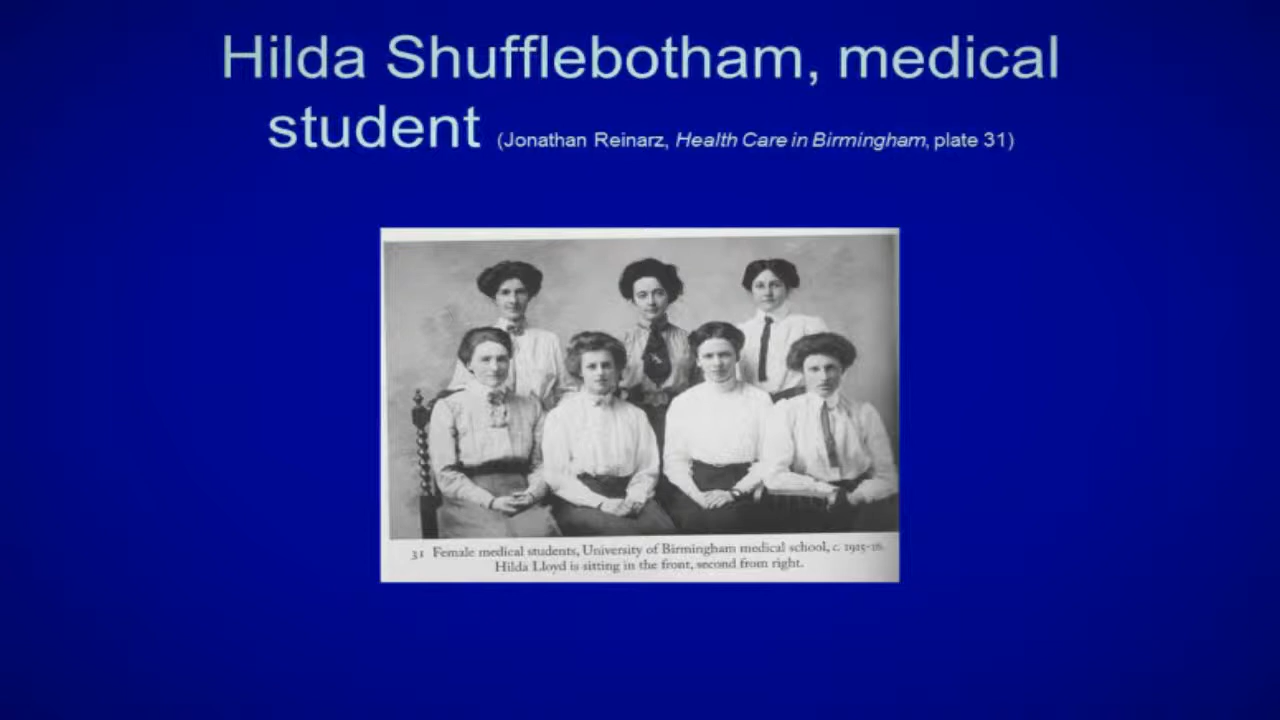 Hilda Shufflebotham, medical
student (Jonathan Reinarz, Health Care in Birmingham, plate 31)
31 Female medical students, University of Birmingham medical school, c. 1915-16.
Hilda Lloyd is sitting in the front, second from right.